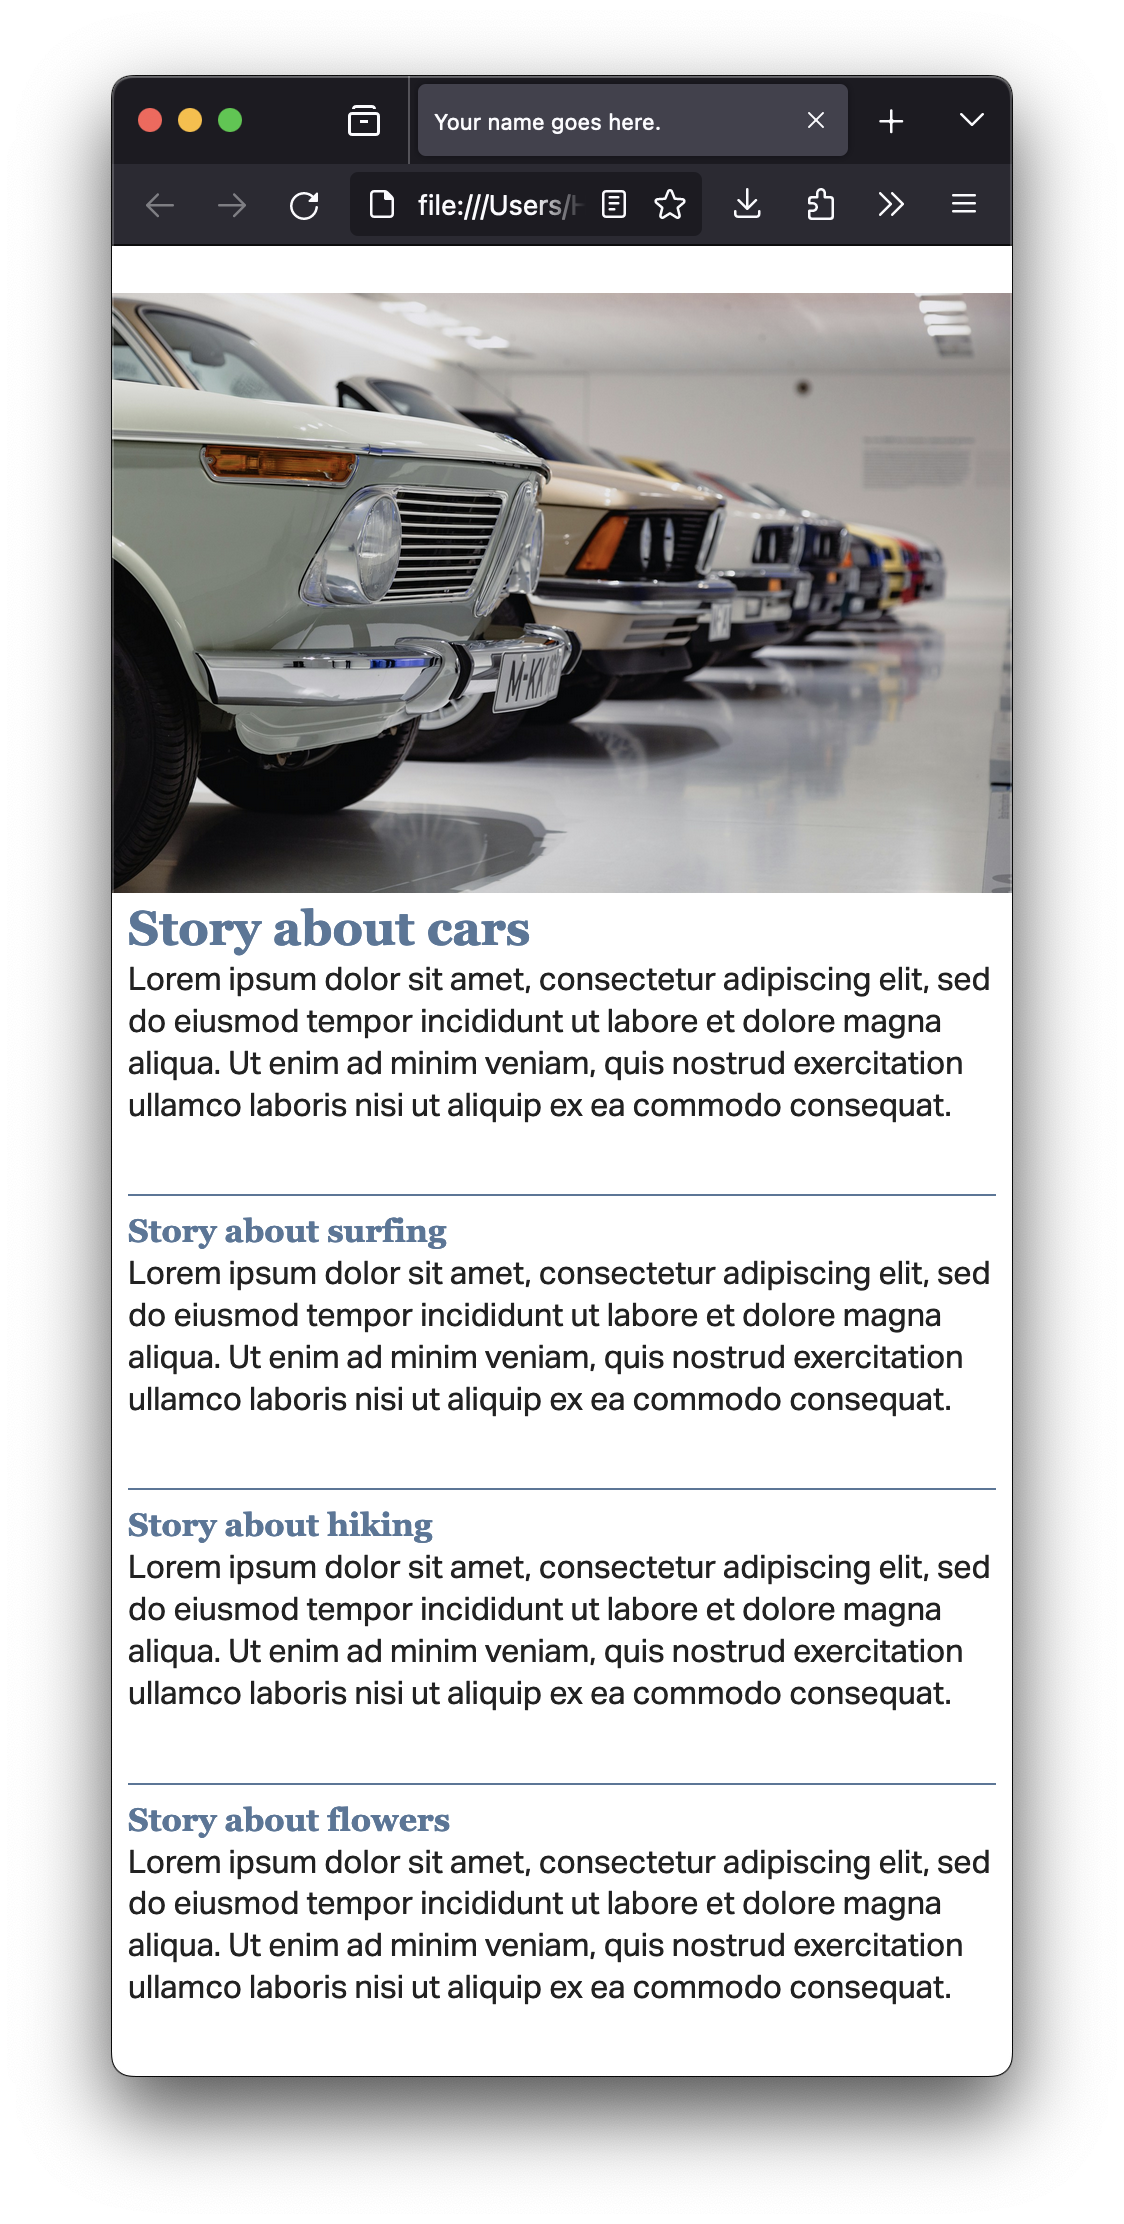 Your name goes here.
file:///Users/
Story about cars
Lorem ipsum dolor sit amet, consectetur adipiscing elit, sed
do eiusmod tempor incididunt ut labore et dolore magna
aliqua. Ut enim ad minim veniam, quis nostrud exercitation
ullamco laboris nisi ut aliquip ex ea commodo consequat.
Story about surfing
Lorem ipsum dolor sit amet, consectetur adipiscing elit, sed
do eiusmod tempor incididunt ut labore et dolore magna
aliqua. Ut enim ad minim veniam, quis nostrud exercitation
ullamco laboris nisi ut aliquip ex ea commodo consequat.
Story about hiking
Lorem ipsum dolor sit amet, consectetur adipiscing elit, sed
do eiusmod tempor incididunt ut labore et dolore magna
aliqua. Ut enim ad minim veniam, quis nostrud exercitation
ullamco laboris nisi ut aliquip ex ea commodo consequat.
Story about flowers
Lorem ipsum dolor sit amet, consectetur adipiscing elit, sed
do eiusmod tempor incididunt ut labore et dolore magna
aliqua. Ut enim ad minim veniam, quis nostrud exercitation
ullamco laboris nisi ut aliquip ex ea commodo consequat.